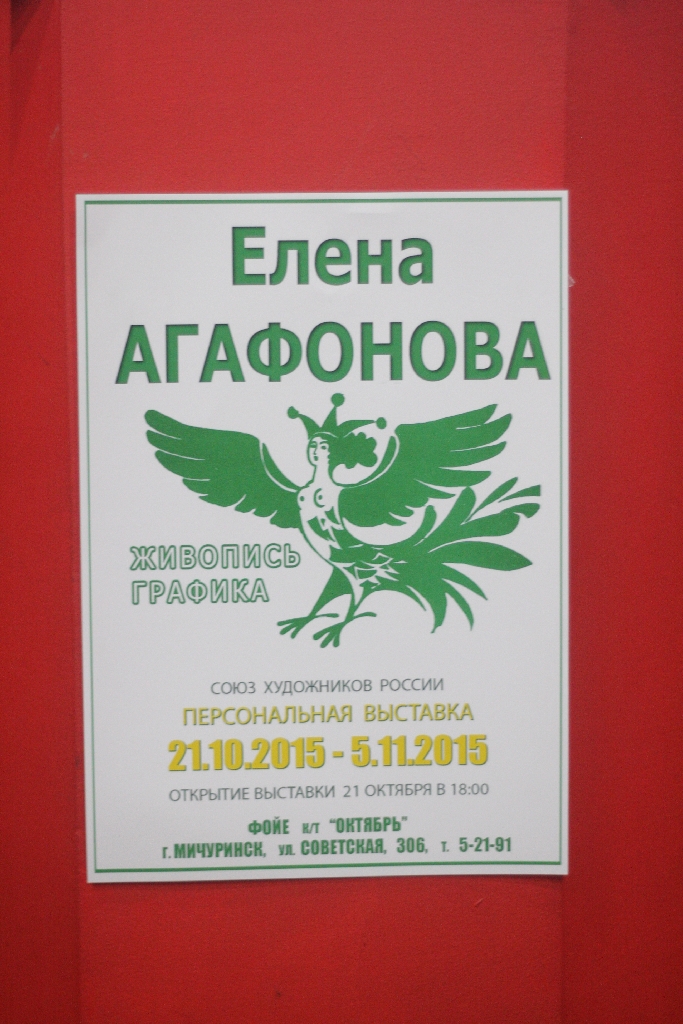 Елена
АГАФОНОВА
ЖИВОПИСЬ
ГРАФИКА
СОЮЗ ХУДОЖНИКОВ РОССИИ
ПЕРСОНАЛЬНАЯ ВЫСТАВКА
21.10.2015 - 5.11.2015
ОТКРЫТИЕ ВЫСТАВКИ 21 ОКТЯБРЯ В 18:00
ФОЙЕ К/Т "ОКТЯБРЬ"
г. МИЧУРИНСК, ул. СОВЕТСКАЯ, 306, т. 5-21-91